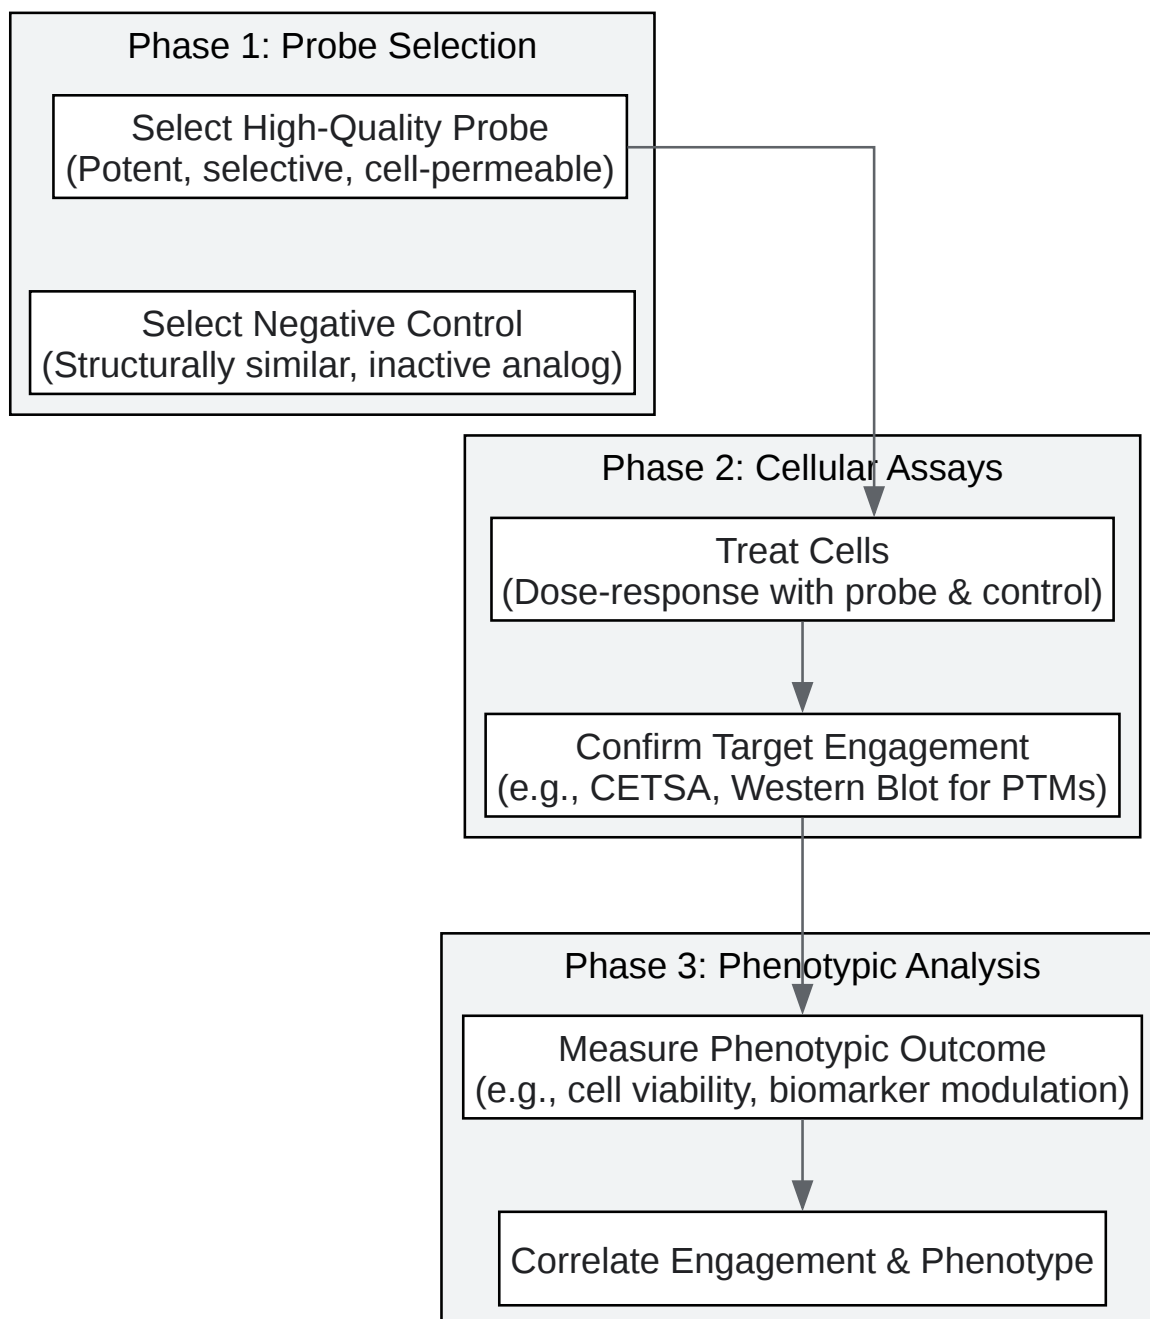 Phase 1: Probe Selection
Select High-Quality Probe
(Potent, selective, cell-permeable)
Select Negative Control
(Structurally similar, inactive analog)
Phase 2: Cellular Assays
Treat Cells
(Dose-response with probe & control)
Confirm Target Engagement
(e.g., CETSA, Western Blot for PTMs)
Phase 3: Phenotypic Analysis
Measure Phenotypic Outcome
(e.g., cell viability, biomarker modulation)
Correlate Engagement & Phenotype